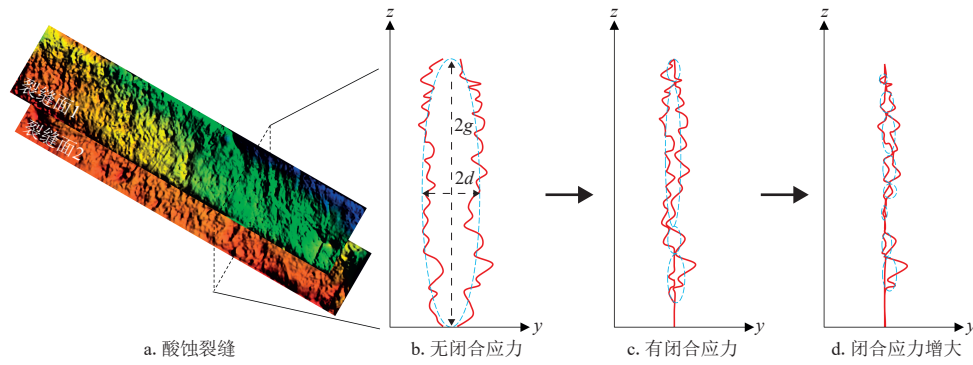 裂缝面1
裂缝面2
z
2g
2d
y
z
y
z
y
a. 酸蚀裂缝
b. 无闭合应力
c. 有闭合应力
d. 闭合应力增大